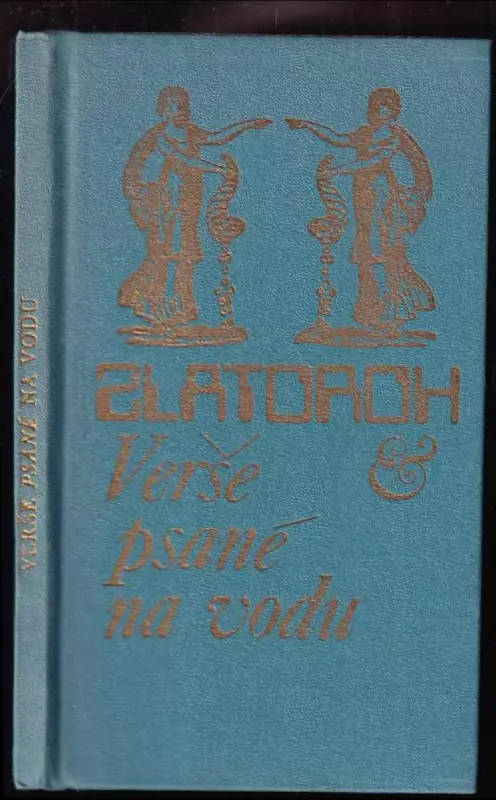 VERŠE PSANÉ NA VODU
ZLATOROH
Verše &
psané
na vodu